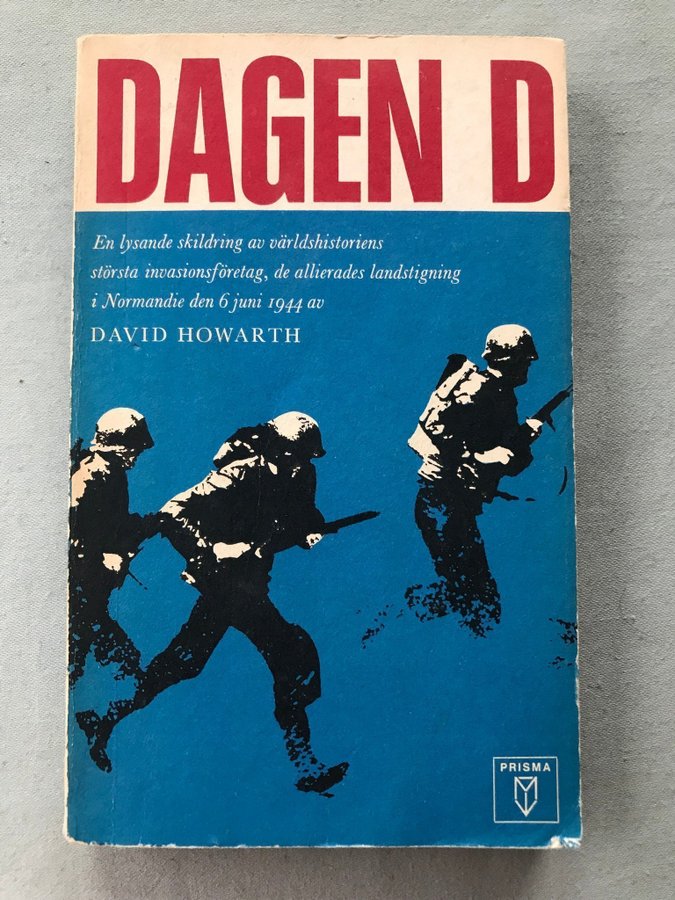 DAGEN D
En lysande skildring av världshistoriens
största invasionsföretag, de allierades landstigning
i Normandie den 6 juni 1944 av
DAVID HOWARTH
PRISMA